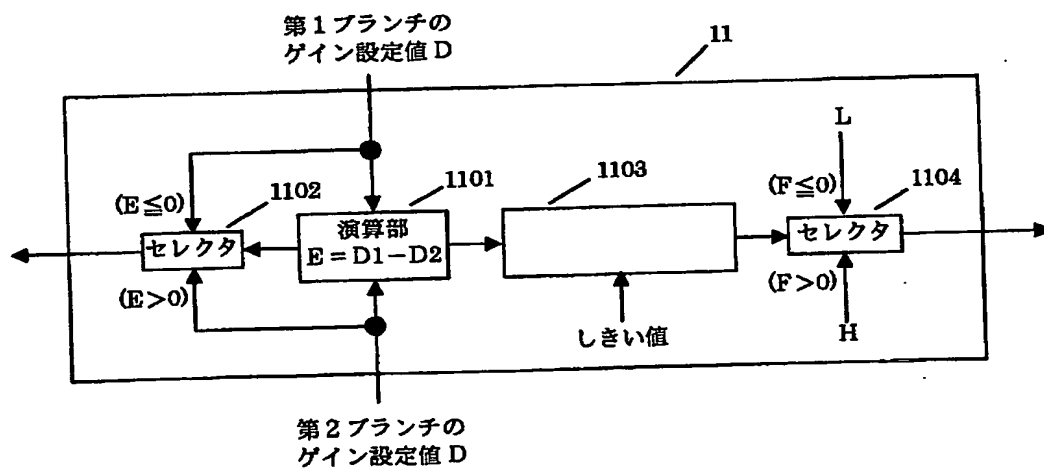 第1ブランチの
ゲイン設定値 D
11
L
1102
1101
1103
1104
(E≦0)
(F≦0)
セレクタ
演算部
E=D1-D2
セレクタ
(E>0)
(F>0)
しきい値
H
第2ブランチの
ゲイン設定値 D